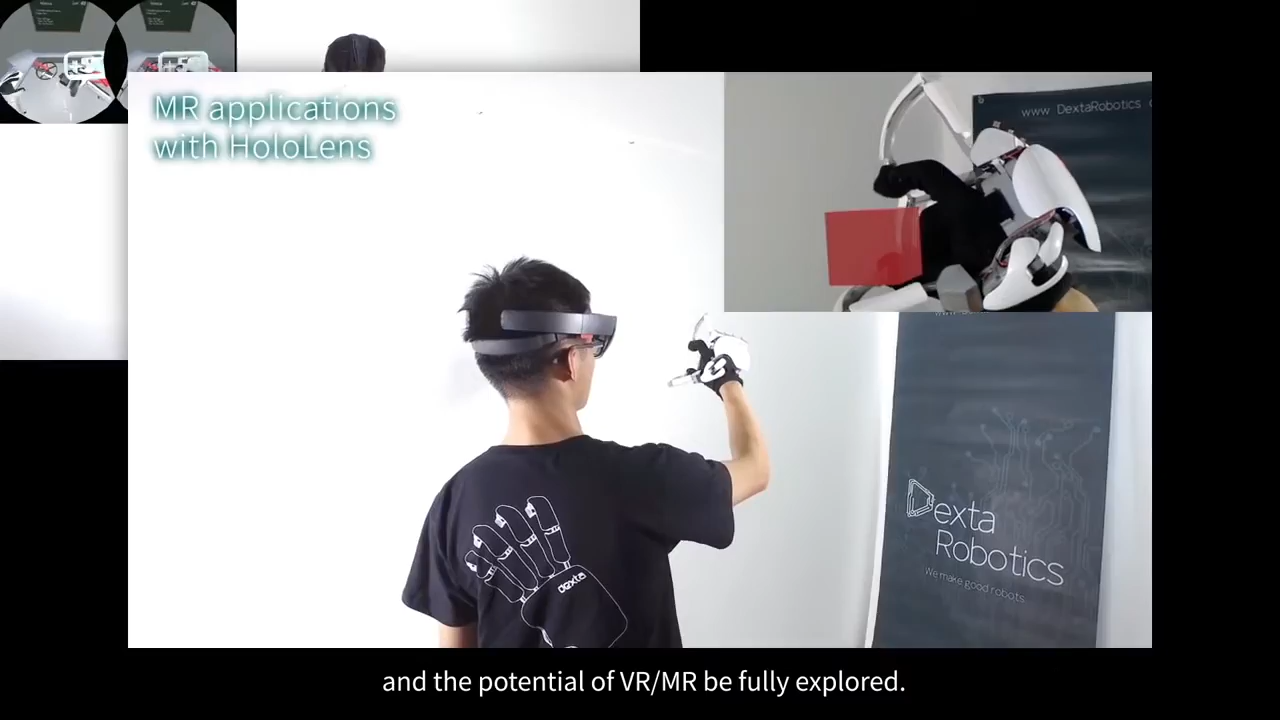 MR applications
with HoloLens
www DextaRobotics
dexta
Dexta
Robotics
We make good robots.
and the potential of VR/MR be fully explored.